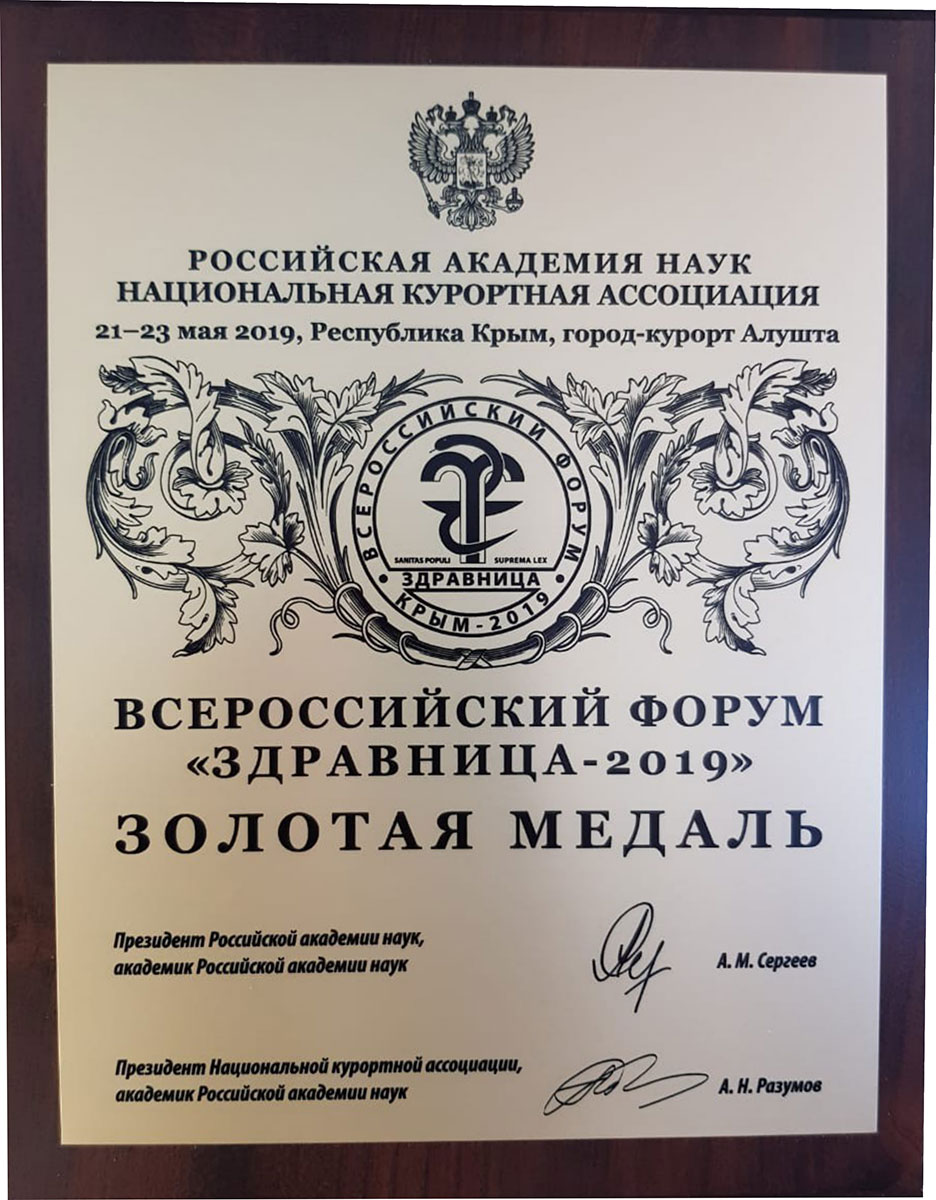 РОССИЙСКАЯ АКАДЕМИЯ НАУК
НАЦИОНАЛЬНАЯ КУРОРТНАЯ АССОЦИАЦИЯ
21–23 мая 2019, Республика Крым, город-курорт Алушта
ВСЕРОССИЙСКИЙ ФОРУМ
SANITAS POPULI SUPREMA LEX
• ЗДРАВНИЦА •
КРЫМ-2019
ВСЕРОССИЙСКИЙ ФОРУМ
«ЗДРАВНИЦА-2019»
ЗОЛОТАЯ МЕДАЛЬ
Президент Российской академии наук,
академик Российской академии наук
А. М. Сергеев
Президент Национальной курортной ассоциации,
академик Российской академии наук
А. Н. Разумов